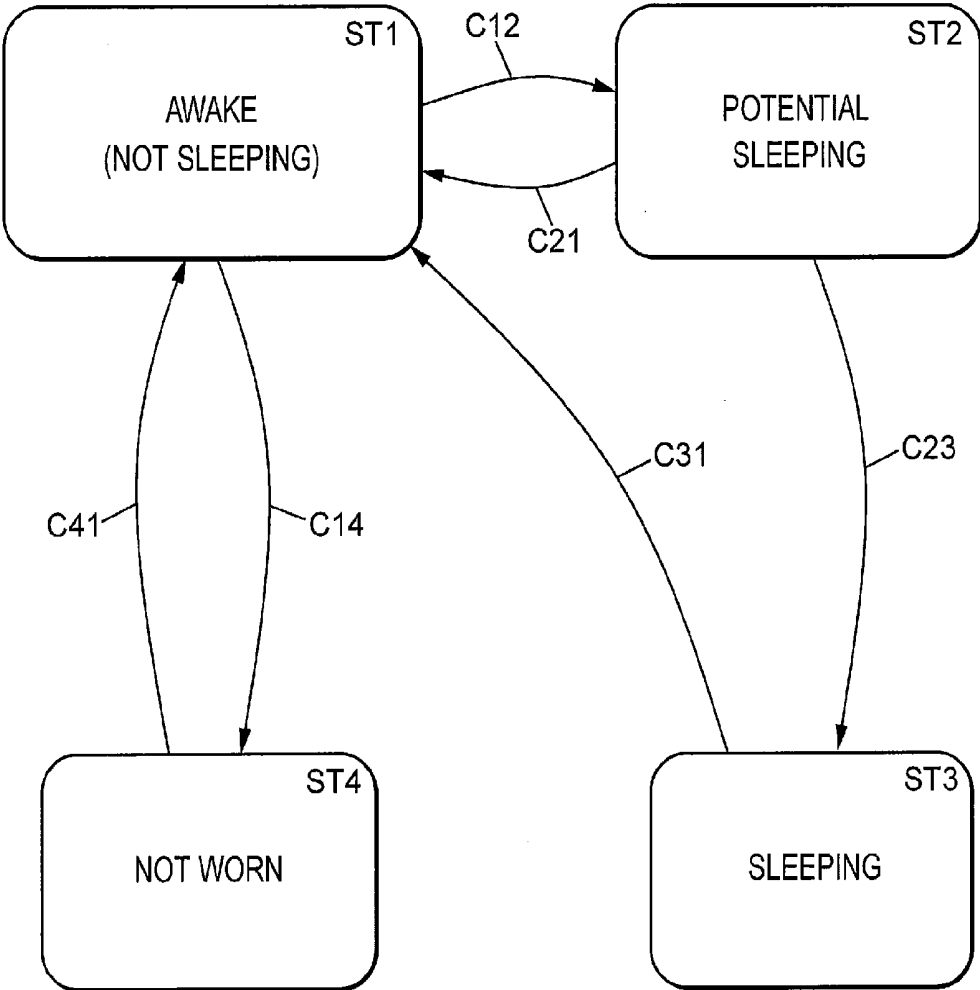 ST1
AWAKE
(NOT SLEEPING)
C12
ST2
POTENTIAL
SLEEPING
C21
C41
C14
C31
C23
ST4
NOT WORN
ST3
SLEEPING